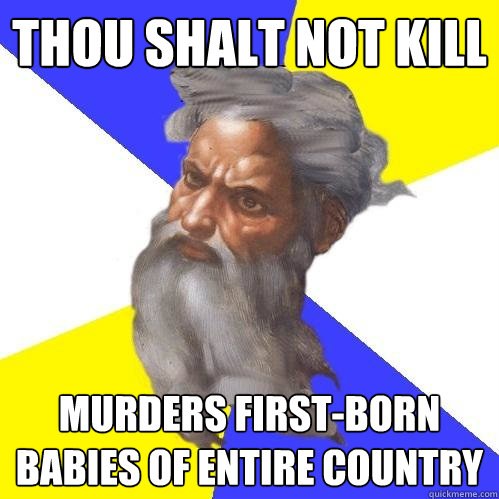 THOU SHALT NOT KILL
MURDERS FIRST-BORN
BABIES OF ENTIRE COUNTRY
quickmeme.com